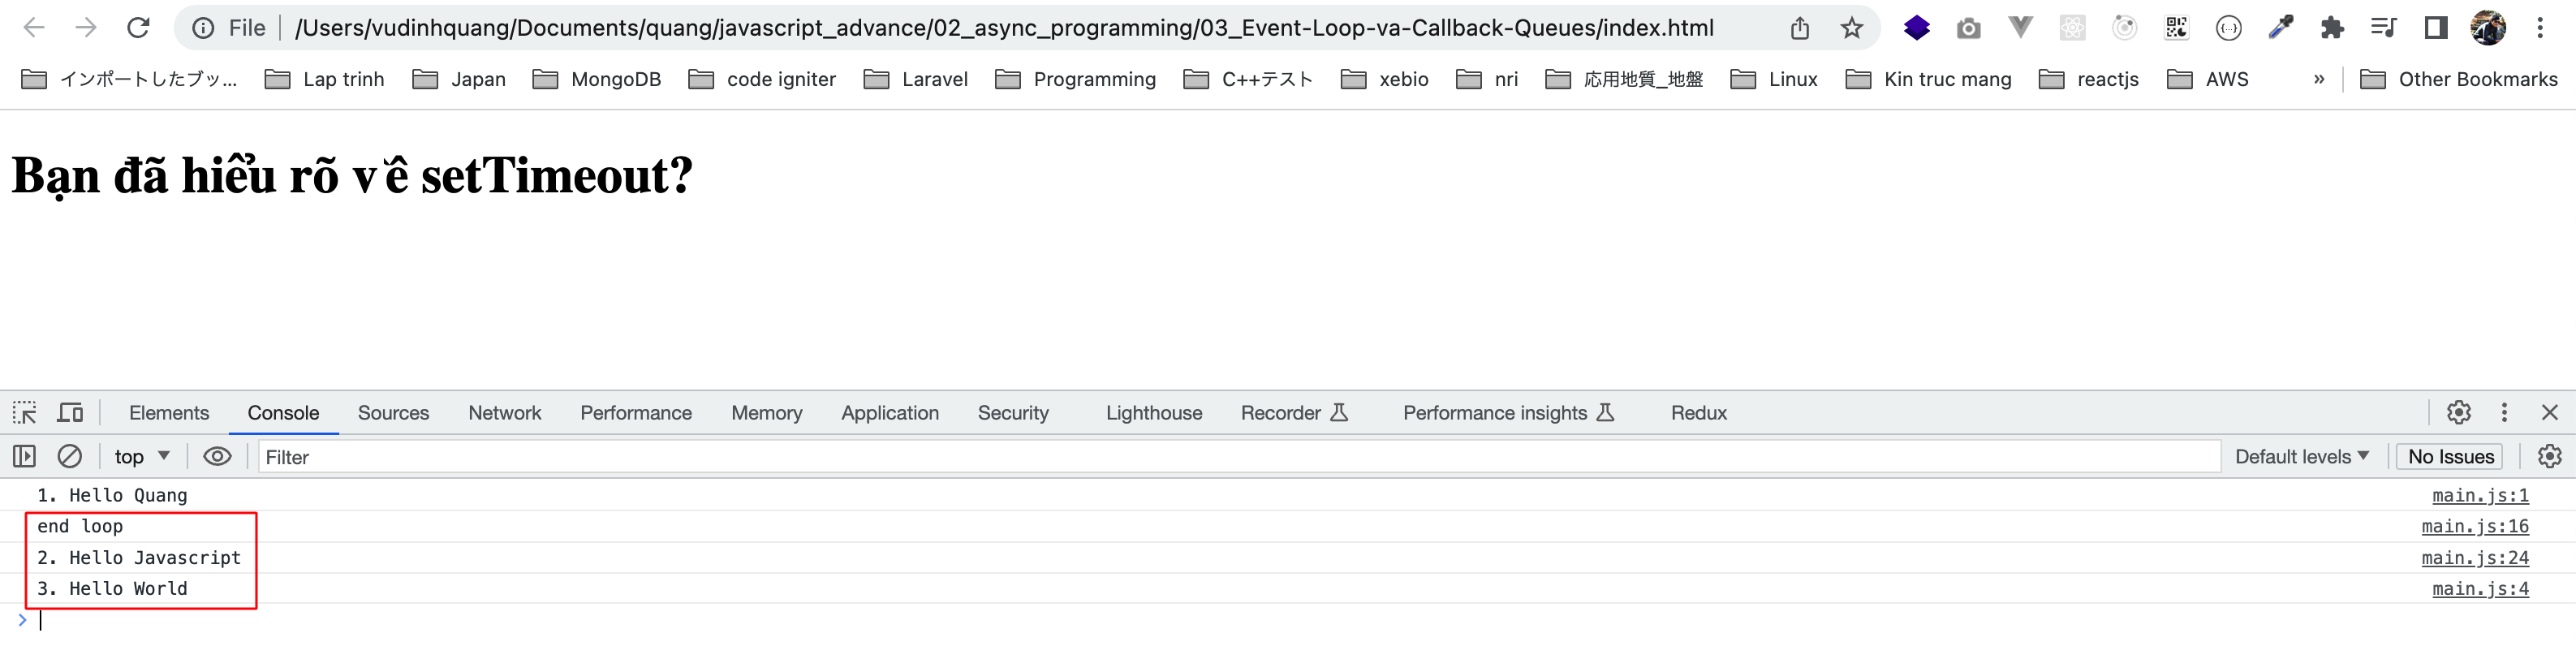 File /Users/vudinhquang/Documents/quang/javascript_advance/02_async_programming/03_Event-Loop-va-Callback-Queues/index.html
インポートしたブッ... Lap trinh Japan MongoDB code igniter Laravel Programming C++テスト xebio nri 応用地質_地盤 Linux Kin truc mang reactjs AWS » Other Bookmarks
Bạn đã hiểu rõ về setTimeout?
Elements Console Sources Network Performance Memory Application Security Lighthouse Recorder Performance insights Redux
top Filter Default levels No Issues
1. Hello Quang main.js:1
end loop main.js:16
2. Hello Javascript main.js:24
3. Hello World main.js:4